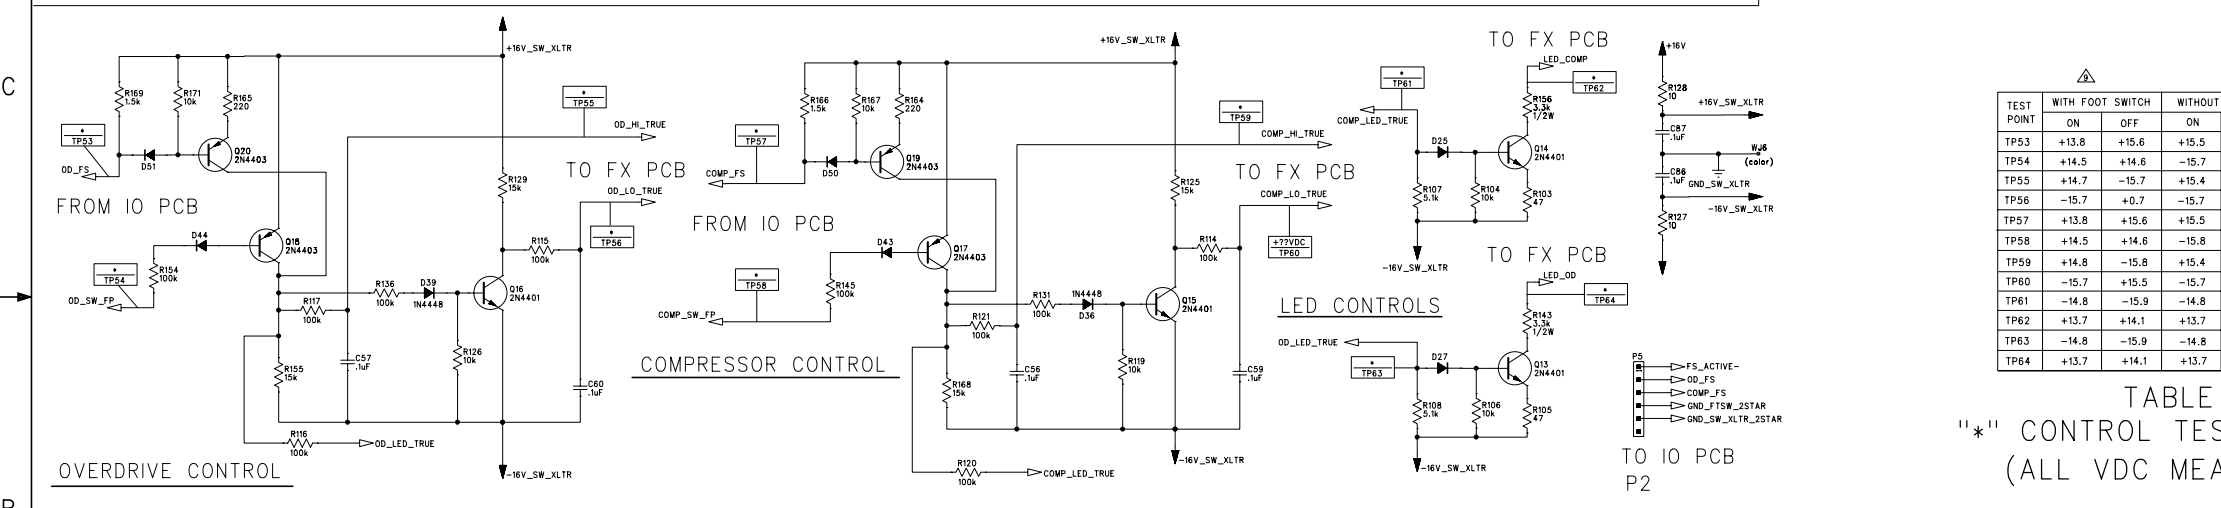 C
B
+16V_SW_XLTR
R169
1.5k
R171
10k
R165
220
*
TP53
OD_FS
D51
Q20
2N4403
FROM IO PCB
*
TP55
OD_HI_TRUE
TO FX PCB
OD_LO_TRUE
*
TP56
R129
15k
D44
Q18
2N4403
R154
100k
*
TP54
OD_SW_FP
R115
100k
R136
100k
D39
1N4448
Q16
2N4401
R117
100k
R155
15k
C57
.1uF
R126
10k
C60
.1uF
R116
100k
OD_LED_TRUE
-16V_SW_XLTR
OVERDRIVE CONTROL
+16V_SW_XLTR
R166
1.5k
R167
10k
R164
220
*
TP57
COMP_FS
D50
Q19
2N4403
FROM IO PCB
*
TP59
COMP_HI_TRUE
TO FX PCB
COMP_LO_TRUE
+??VDC
TP60
R125
15k
D43
Q17
2N4403
R145
100k
*
TP58
COMP_SW_FP
R114
100k
R131
100k
1N4448
D36
Q15
2N4401
R121
100k
R168
15k
C56
.1uF
R119
10k
C59
.1uF
R120
100k
COMP_LED_TRUE
-16V_SW_XLTR
COMPRESSOR CONTROL
TO FX PCB
LED_COMP
*
TP61
*
TP62
COMP_LED_TRUE
R156
3.3k
1/2W
D25
Q14
2N4401
R107
5.1k
R104
10k
R103
47
-16V_SW_XLTR
TO FX PCB
LED_OD
*
TP64
LED CONTROLS
R143
3.3k
1/2W
OD_LED_TRUE
*
TP63
D27
Q13
2N4401
R108
5.1k
R106
10k
R105
47
-16V_SW_XLTR
+16V
R128
10
+16V_SW_XLTR
C87
.1uF
WJ6
(color)
C86
.1uF
GND_SW_XLTR
-16V_SW_XLTR
R127
10
P5
FS_ACTIVE-
OD_FS
COMP_FS
GND_FTSW_2STAR
GND_SW_XLTR_2STAR
TO IO PCB
P2
9
TEST POINT WITH FOOT SWITCH WITHOUT
ON OFF ON
TP53 +13.8 +15.6 +15.5
TP54 +14.5 +14.6 -15.7
TP55 +14.7 -15.7 +15.4
TP56 -15.7 +0.7 -15.7
TP57 +13.8 +15.6 +15.5
TP58 +14.5 +14.6 -15.8
TP59 +14.8 -15.8 +15.4
TP60 -15.7 +15.5 -15.7
TP61 -14.8 -15.9 -14.8
TP62 +13.7 +14.1 +13.7
TP63 -14.8 -15.9 -14.8
TP64 +13.7 +14.1 +13.7
TABLE
"*" CONTROL TES
(ALL VDC MEA